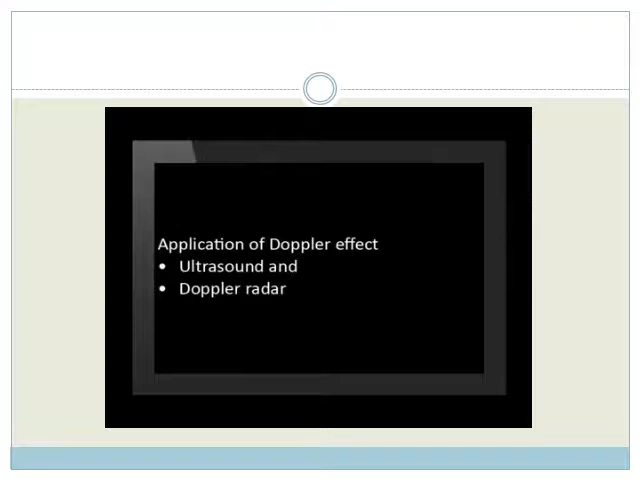 Application of Doppler effect
• Ultrasound and
• Doppler radar